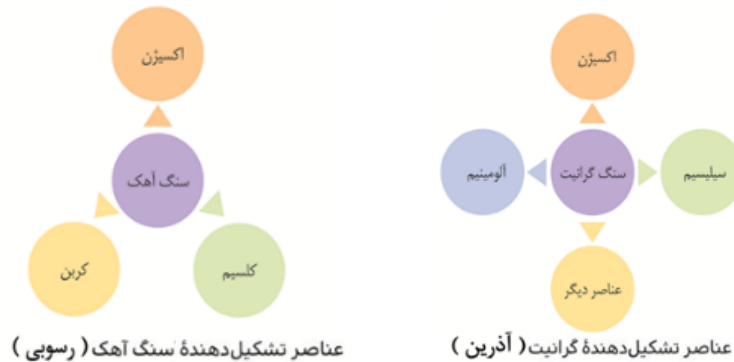 اکسیژن
سنگ آهک
کربن
کلسیم
عناصر تشکیل‌دهندهٔ سنگ آهک ( رسوبی )
اکسیژن
آلومینیم
سنگ گرانیت
سیلیسیم
عناصر دیگر
عناصر تشکیل‌دهندهٔ گرانیت ( آذرین )